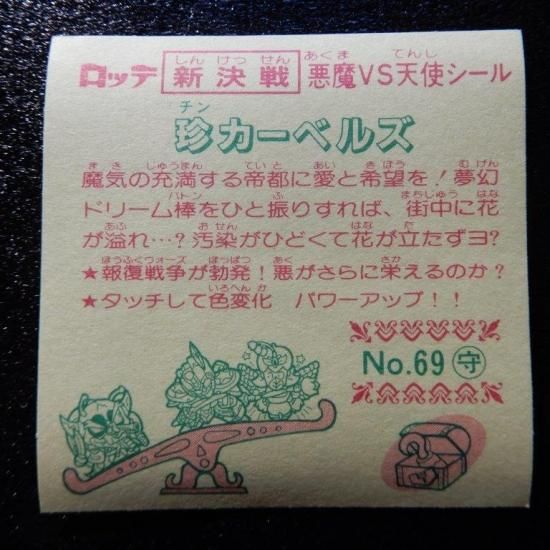 ロッテ 新決戦 悪魔VS天使シール
珍カーベルズ
魔気の充満する帝都に愛と希望を！夢幻
ドリーム棒をひと振りすれば、街中に花
が溢れ…？汚染がひどくて花が立たずヨ？
★報復戦争が勃発！悪がさらに栄えるのか？
★タッチして色変化　パワーアップ！！
No.69 守